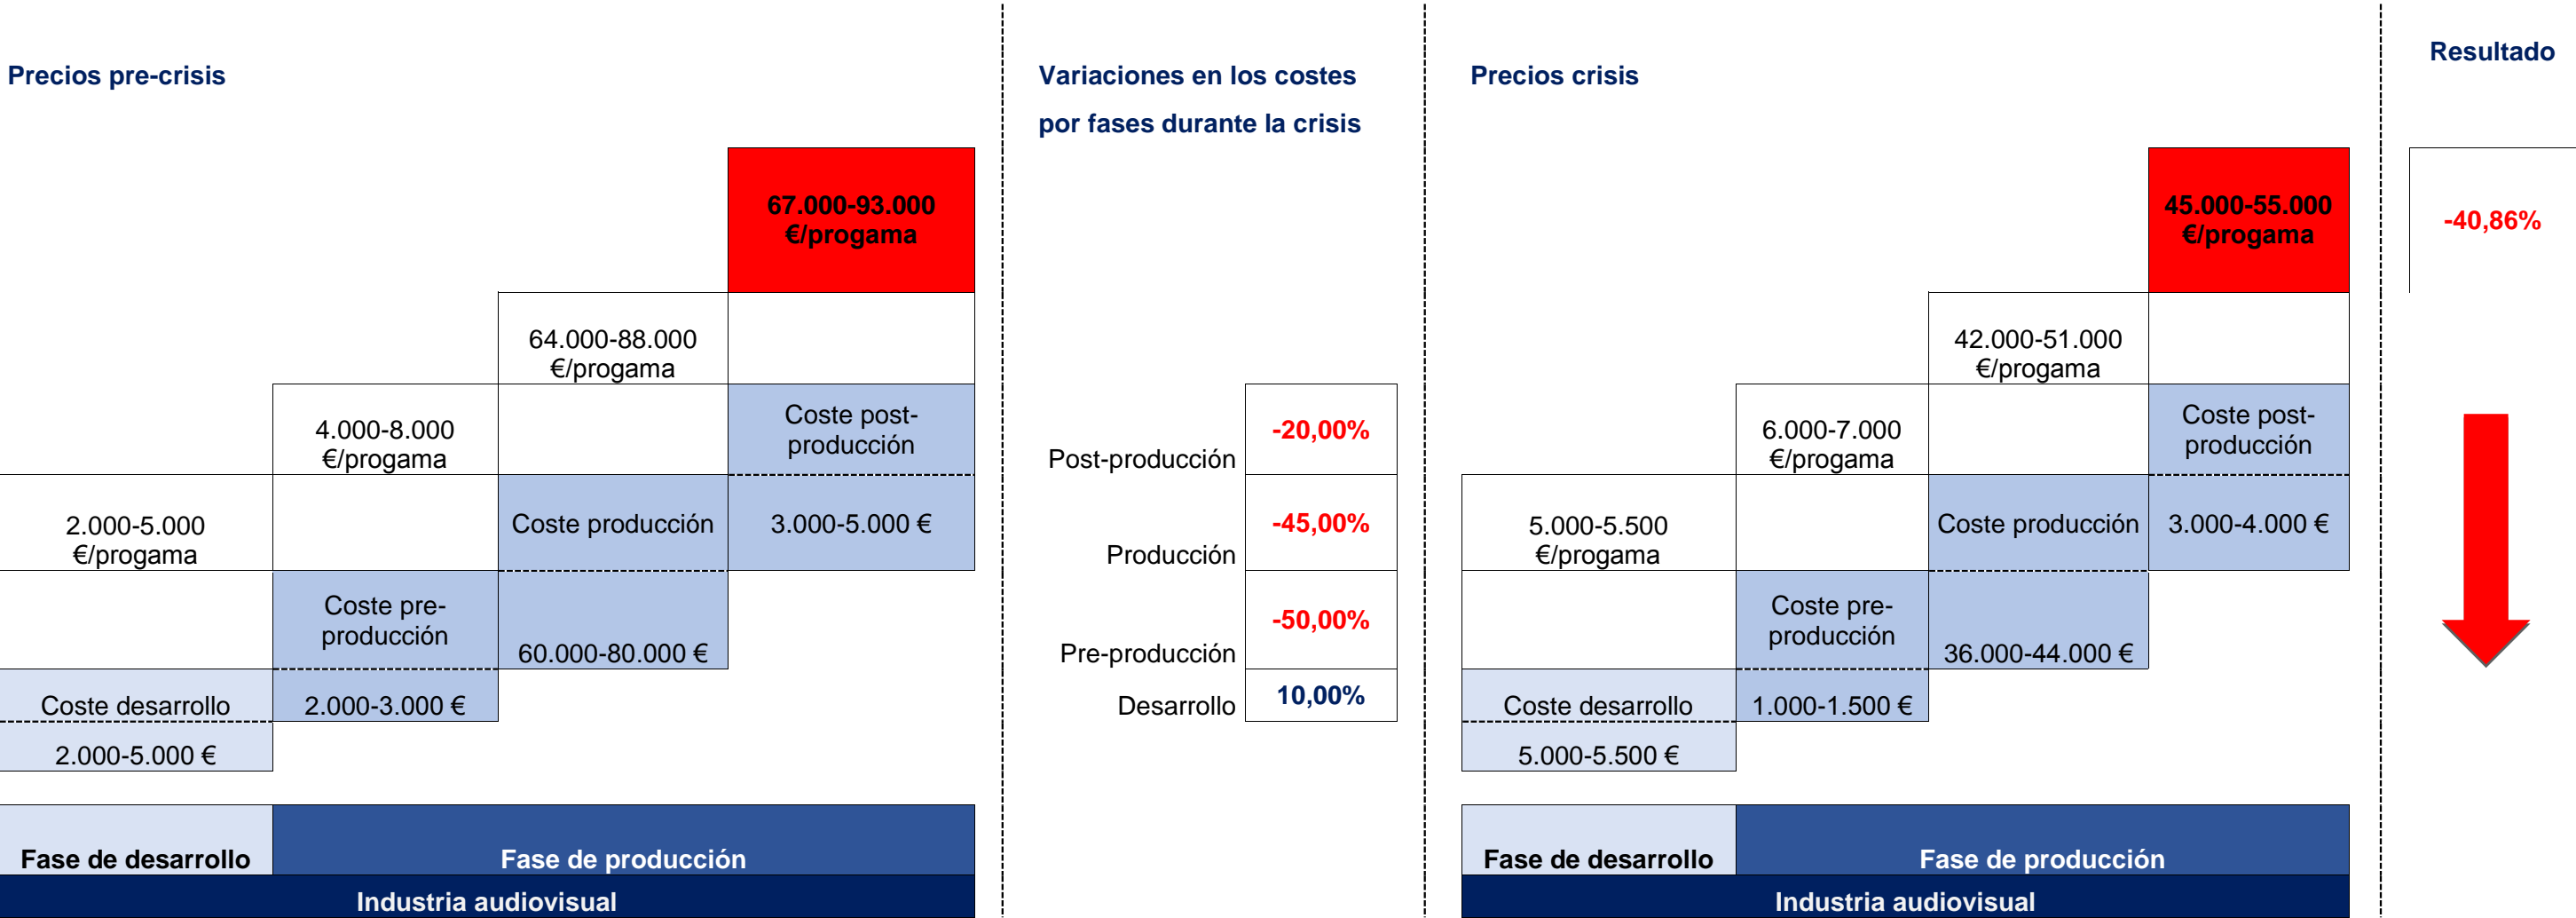 Precios pre-crisis
67.000-93.000
€/progama
64.000-88.000
€/progama
4.000-8.000
€/progama
Coste post-
producción
2.000-5.000
€/progama
Coste producción
3.000-5.000 €
Coste pre-
producción
60.000-80.000 €
Coste desarrollo
2.000-3.000 €
2.000-5.000 €
Fase de desarrollo
Fase de producción
Industria audiovisual
Variaciones en los costes
por fases durante la crisis
Post-producción
-20,00%
Producción
-45,00%
Pre-producción
-50,00%
Desarrollo
10,00%
Precios crisis
45.000-55.000
€/progama
42.000-51.000
€/progama
6.000-7.000
€/progama
Coste post-
producción
5.000-5.500
€/progama
Coste producción
3.000-4.000 €
Coste pre-
producción
36.000-44.000 €
Coste desarrollo
1.000-1.500 €
5.000-5.500 €
Fase de desarrollo
Fase de producción
Industria audiovisual
Resultado
-40,86%